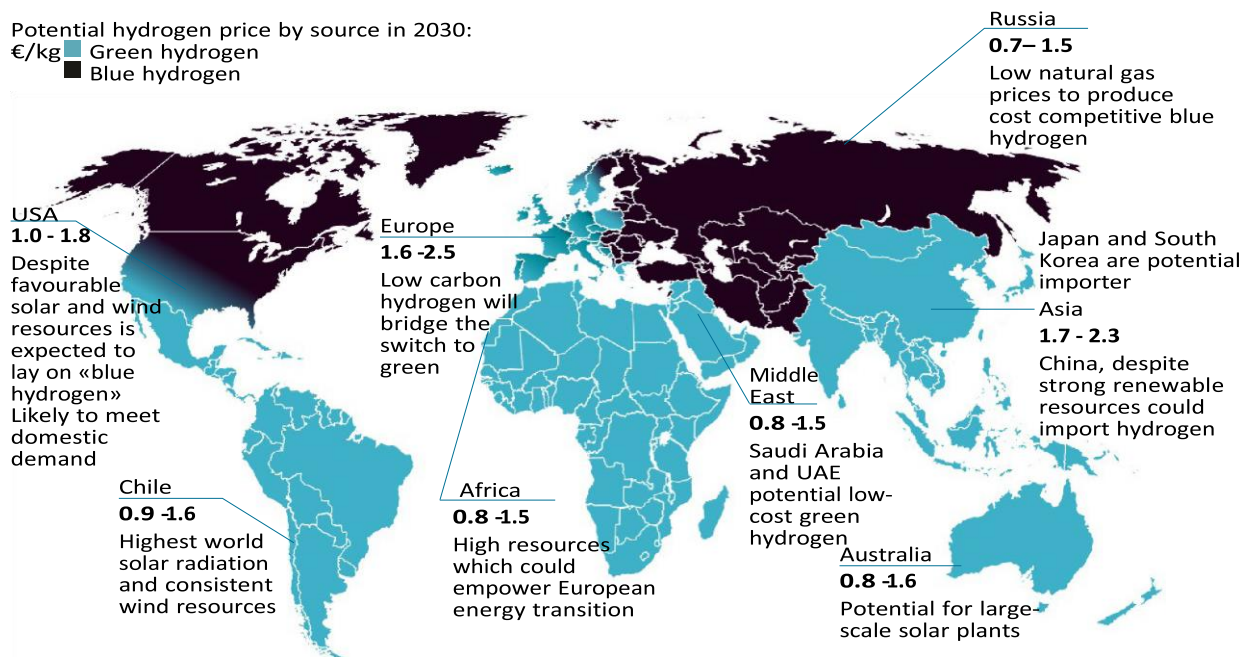 Potential hydrogen price by source in 2030:
€/kg
Green hydrogen
Blue hydrogen
Russia
0.7– 1.5
Low natural gas
prices to produce
cost competitive blue
hydrogen
USA
1.0 - 1.8
Despite
favourable
solar and wind
resources is
expected to
lay on «blue
hydrogen»
Likely to meet
domestic
demand
Europe
1.6 -2.5
Low carbon
hydrogen will
bridge the
switch to
green
Japan and South
Korea are potential
importer
Asia
1.7 - 2.3
China, despite
strong renewable
resources could
import hydrogen
Middle
East
0.8 -1.5
Saudi Arabia
and UAE
potential low-
cost green
hydrogen
Chile
0.9 -1.6
Highest world
solar radiation
and consistent
wind resources
Africa
0.8 -1.5
High resources
which could
empower European
energy transition
Australia
0.8 -1.6
Potential for large-
scale solar plants